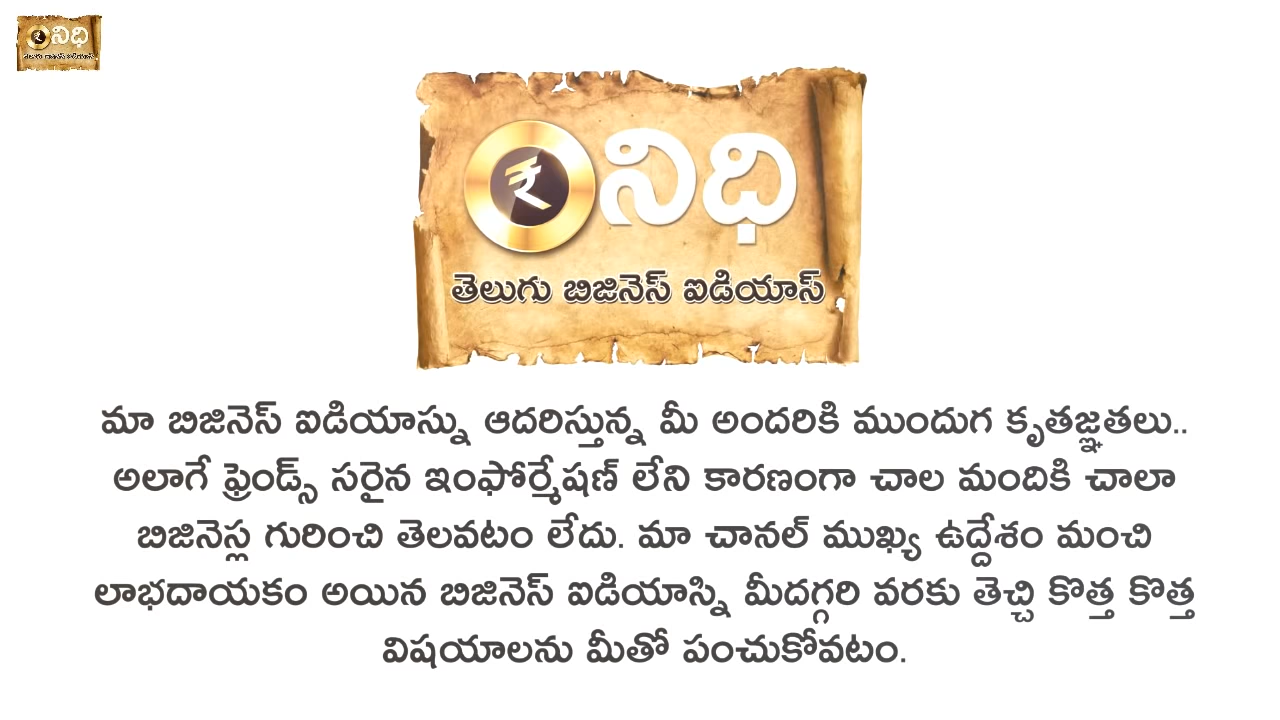 నిధి
తెలుగు బిజినెస్ ఐడియాస్
నిధి
తెలుగు బిజినెస్ ఐడియాస్
మా బిజినెస్ ఐడియాస్ను ఆదరిస్తున్న మీ అందరికి ముందుగ కృతజ్ఞతలు..
అలాగే ఫ్రెండ్స్ సరైన ఇంఫోర్మేషణ్ లేని కారణంగా చాల మందికి చాలా
బిజినెస్ల గురించి తెలవటం లేదు. మా చానల్ ముఖ్య ఉద్దేశం మంచి
లాభదాయకం అయిన బిజినెస్ ఐడియాస్ని మీదగ్గరి వరకు తెచ్చి కొత్త కొత్త
విషయాలను మీతో పంచుకోవటం.